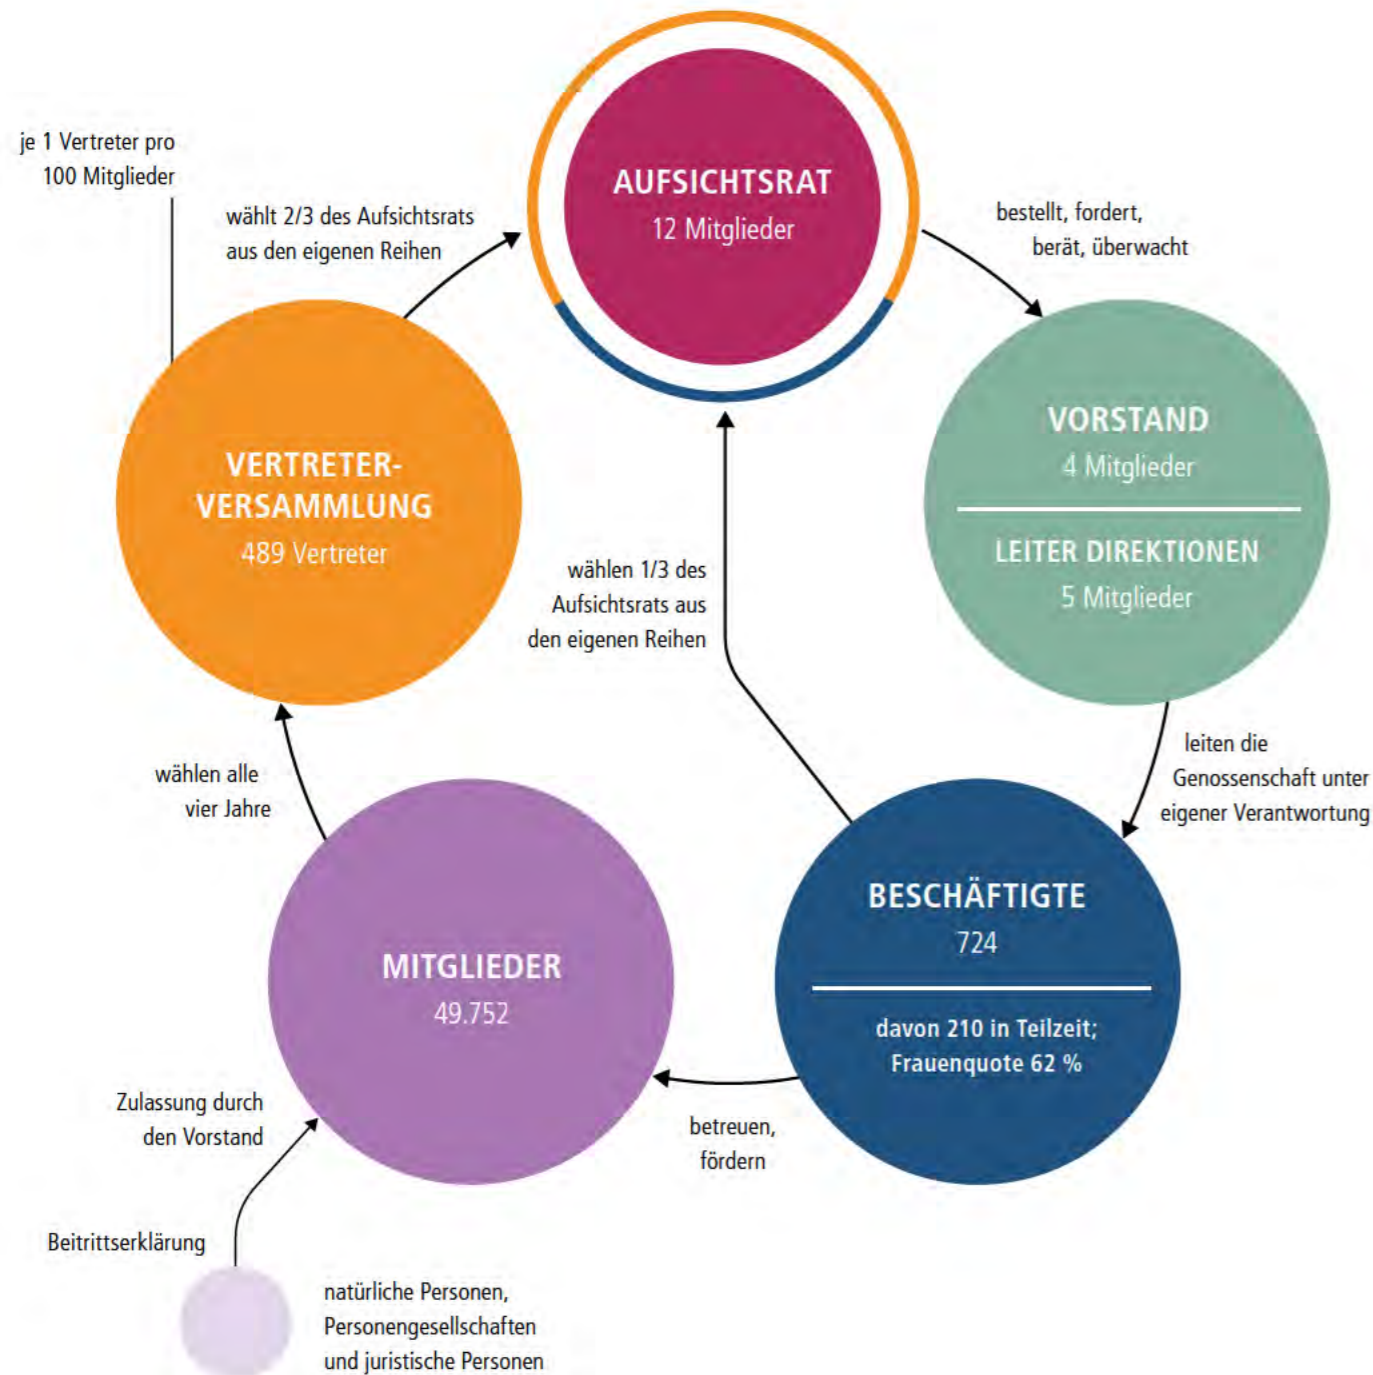 AUFSICHTSRAT
12 Mitglieder
je 1 Vertreter pro
100 Mitglieder
wählt 2/3 des Aufsichtsrats
aus den eigenen Reihen
bestellt, fordert,
berät, überwacht
VERTRETER-
VERSAMMLUNG
489 Vertreter
VORSTAND
4 Mitglieder
LEITER DIREKTIONEN
5 Mitglieder
wählen 1/3 des
Aufsichtsrats aus
den eigenen Reihen
wählen alle
vier Jahre
leiten die
Genossenschaft unter
eigener Verantwortung
MITGLIEDER
49.752
BESCHÄFTIGTE
724
davon 210 in Teilzeit;
Frauenquote 62 %
betreuen,
fördern
Zulassung durch
den Vorstand
Beitrittserklärung
natürliche Personen,
Personengesellschaften
und juristische Personen